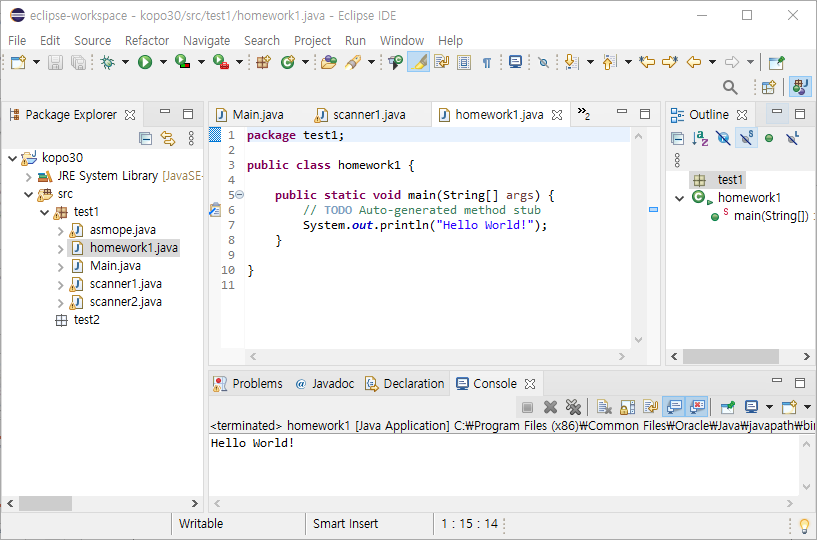 eclipse-workspace - kopo30/src/test1/homework1.java - Eclipse IDE
File Edit Source Refactor Navigate Search Project Run Window Help
Package Explorer
kopo30
JRE System Library [JavaSE-
src
test1
asmope.java
homework1.java
Main.java
scanner1.java
scanner2.java
test2
Main.java scanner1.java homework1.java »2
1 package test1;
2
3 public class homework1 {
4
5 public static void main(String[] args) {
6 // TODO Auto-generated method stub
7 System.out.println("Hello World!");
8 }
9
10 }
11
Outline
test1
homework1
main(String[]) :
Problems @ Javadoc Declaration Console
<terminated> homework1 [Java Application] C:₩Program Files (x86)₩Common Files₩Oracle₩Java₩javapath₩bin
Hello World!
Writable Smart Insert 1 : 15 : 14